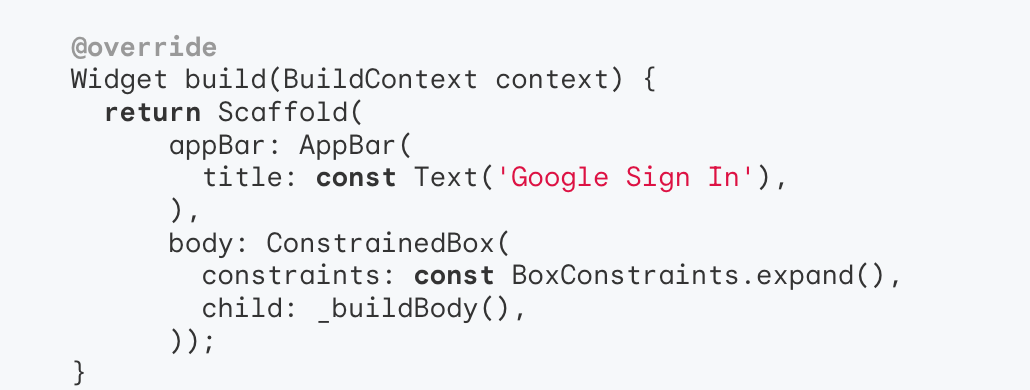 @override
Widget build(BuildContext context) {
  return Scaffold(
      appBar: AppBar(
        title: const Text('Google Sign In'),
      ),
      body: ConstrainedBox(
        constraints: const BoxConstraints.expand(),
        child: _buildBody(),
      ));
}